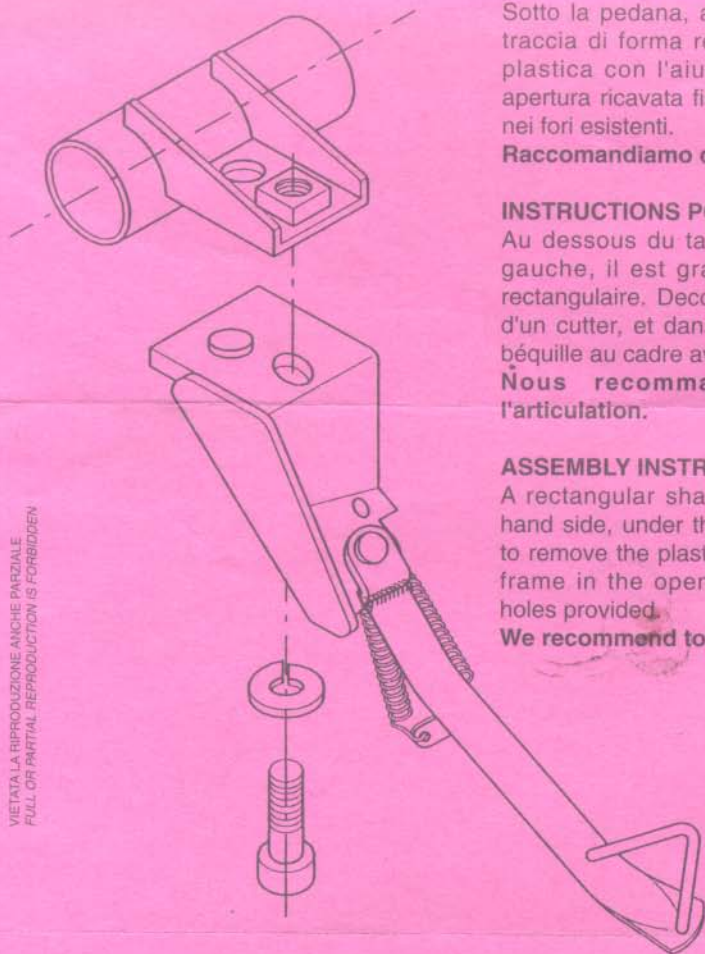 Sotto la pedana, a
traccia di forma re
plastica con l'aiu
apertura ricavata fi
nei fori esistenti.
Raccomandiamo d
INSTRUCTIONS PO
Au dessous du ta
gauche, il est gra
rectangulaire. Deco
d'un cutter, et dans
béquille au cadre av
Nous recomma
l'articulation.
ASSEMBLY INSTR
A rectangular sha
hand side, under th
to remove the plast
frame in the open
holes provided.
We recommend to
VIETATA LA RIPRODUZIONE ANCHE PARZIALE
FULL OR PARTIAL REPRODUCTION IS FORBIDDEN